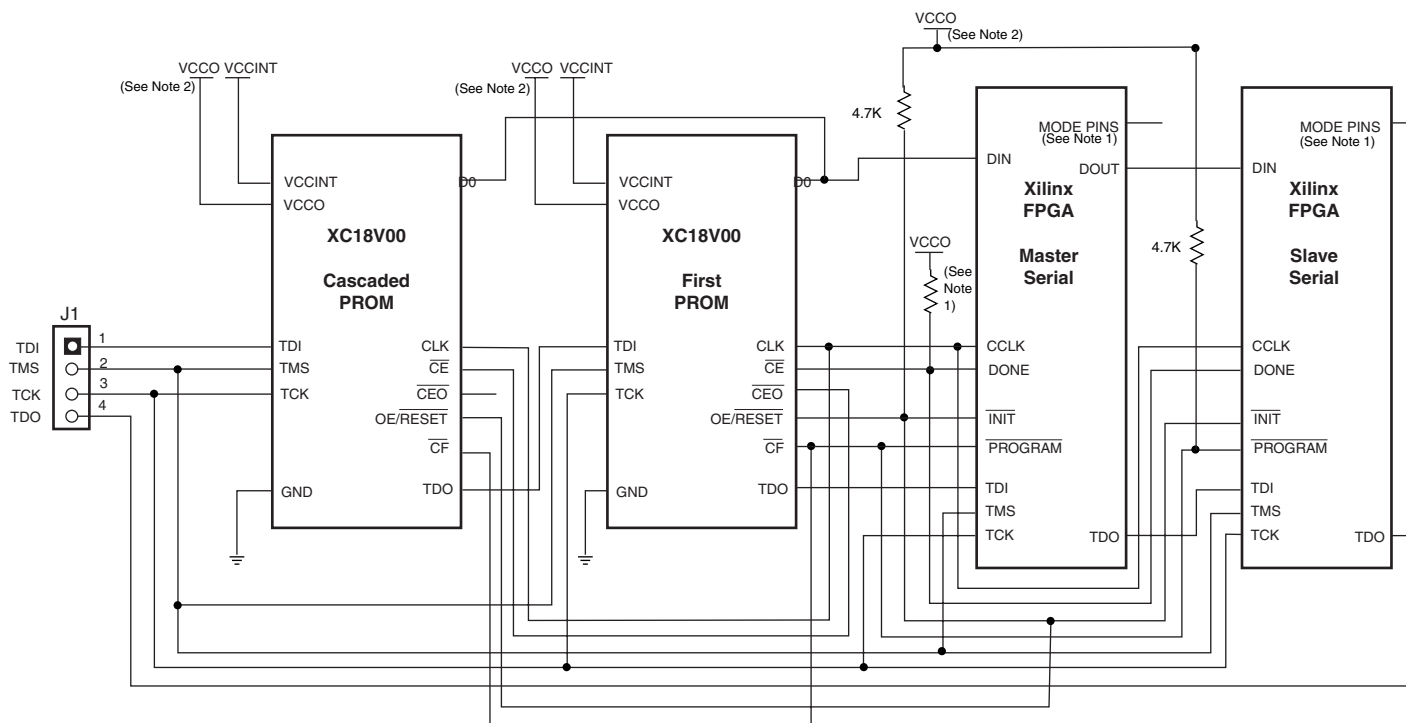 VCCO
(See Note 2)
VCCO VCCINT
(See Note 2)
VCCO VCCINT
(See Note 2)
4.7K
MODE PINS
(See Note 1)
DIN
DOUT
Xilinx
FPGA
Master
Serial
MODE PINS
(See Note 1)
DIN
Xilinx
FPGA
Slave
Serial
4.7K
VCCO
(See
Note
1)
VCCINT
VCCO
D0
XC18V00
Cascaded
PROM
VCCINT
VCCO
D0
XC18V00
First
PROM
J1
TDI
TMS
TCK
TDO
1
2
3
4
TDI
TMS
TCK
GND
CLK
CE
CEO
OE/RESET
CF
TDO
TDI
TMS
TCK
GND
CLK
CE
CEO
OE/RESET
CF
TDO
CCLK
DONE
INIT
PROGRAM
TDI
TMS
TCK
TDO
CCLK
DONE
INIT
PROGRAM
TDI
TMS
TCK
TDO